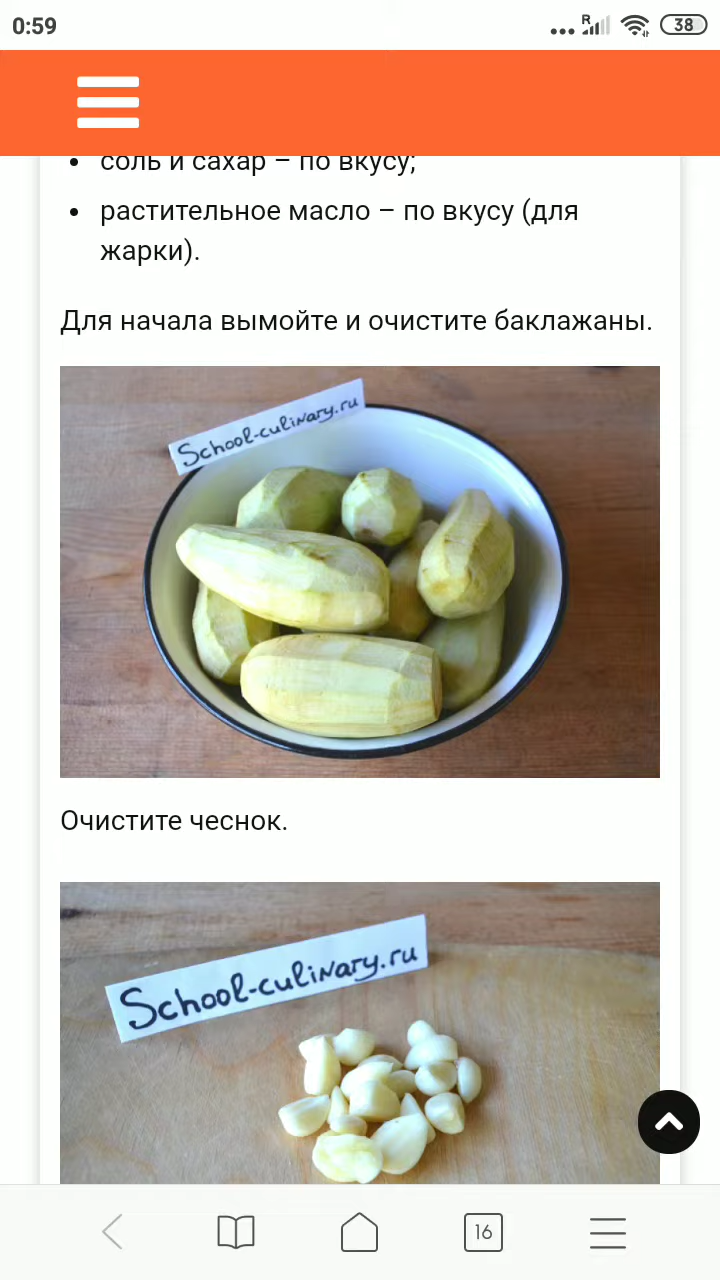 0:59
R
38
соль и сахар – по вкусу;
растительное масло – по вкусу (для
жарки).
Для начала вымойте и очистите баклажаны.
School-culinary.ru
Очистите чеснок.
School-culinary.ru
16